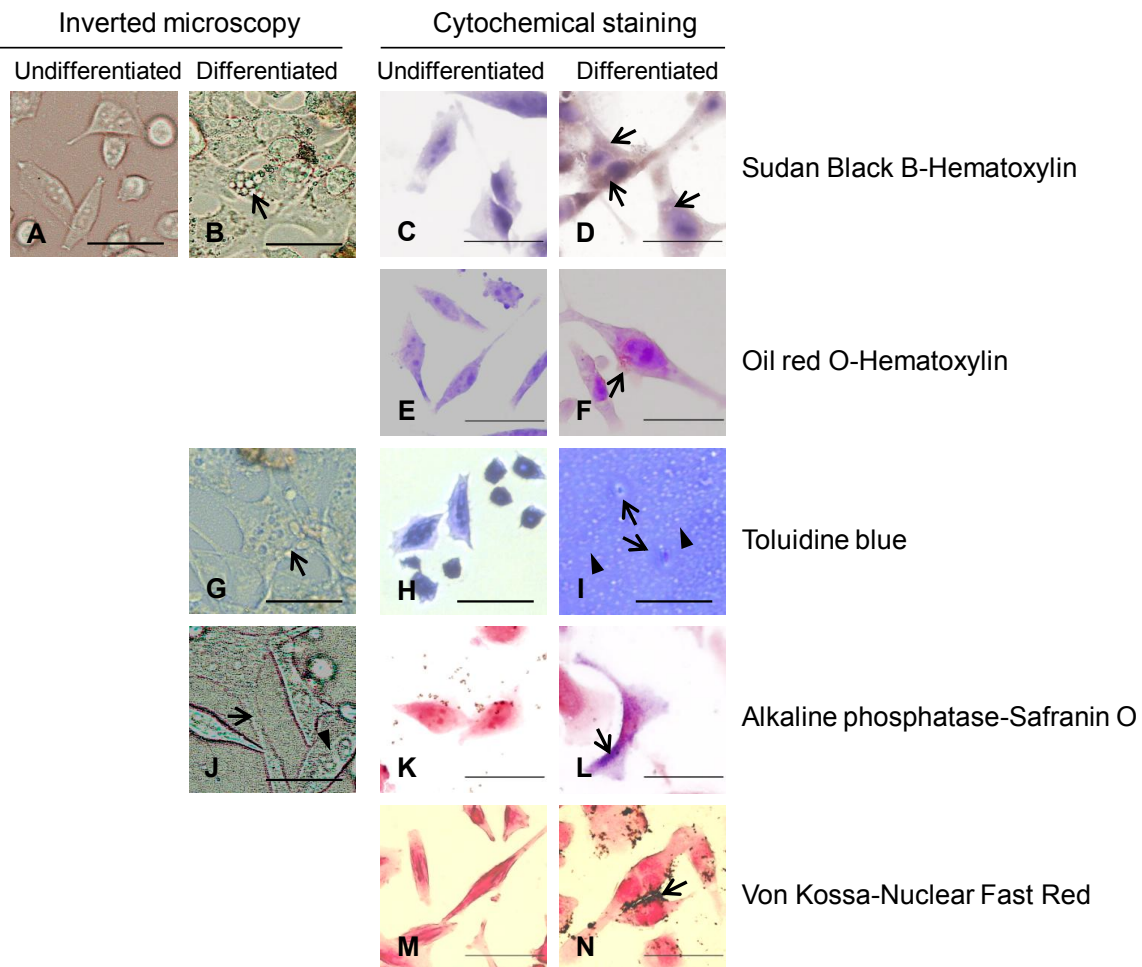 Inverted microscopy
Cytochemical staining
Undifferentiated
Differentiated
Undifferentiated
Differentiated
A
B
C
D
Sudan Black B-Hematoxylin
E
F
Oil red O-Hematoxylin
G
H
I
Toluidine blue
J
K
L
Alkaline phosphatase-Safranin O
M
N
Von Kossa-Nuclear Fast Red